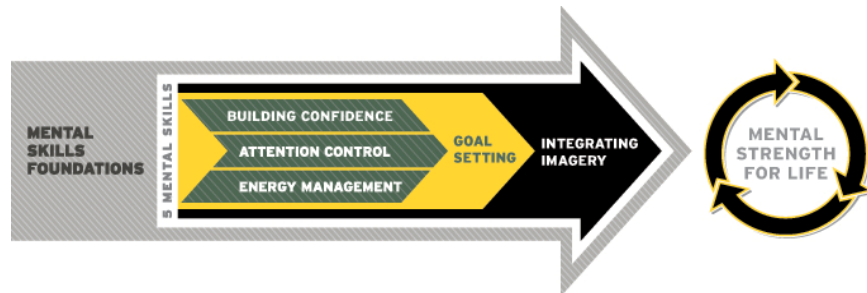 MENTAL
SKILLS
FOUNDATIONS
5 MENTAL SKILLS
BUILDING CONFIDENCE
ATTENTION CONTROL
ENERGY MANAGEMENT
GOAL
SETTING
INTEGRATING
IMAGERY
MENTAL
STRENGTH
FOR LIFE